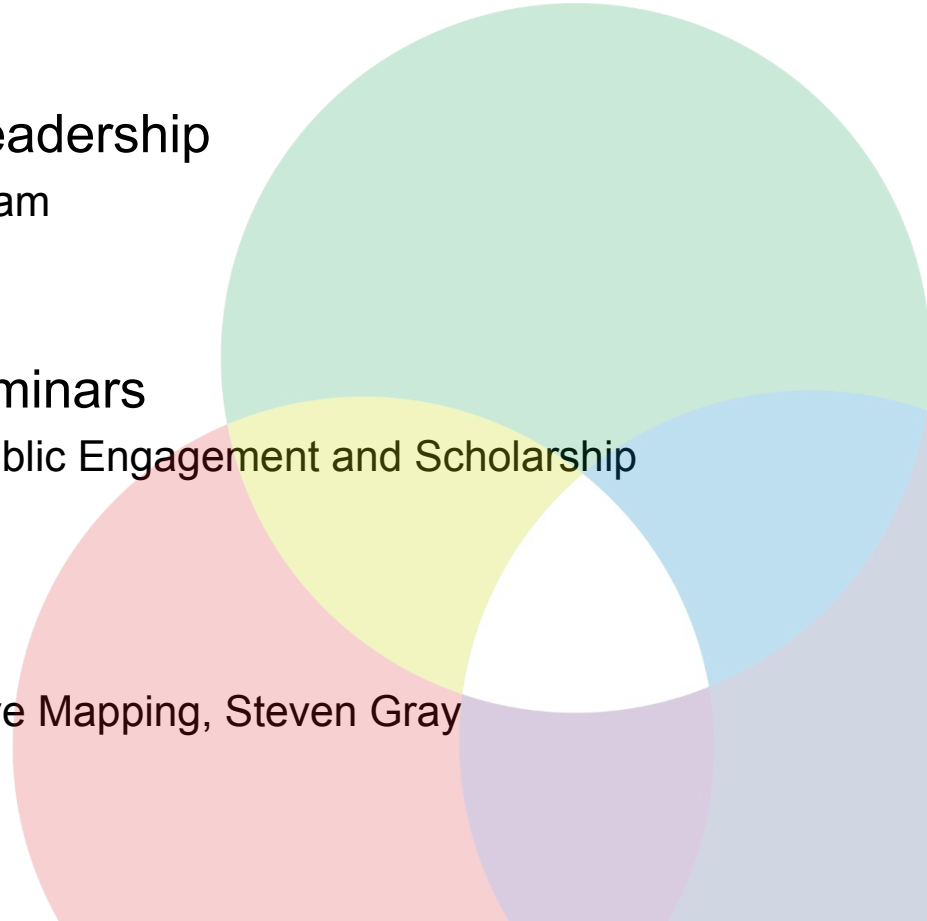 eadership
am
minars
blic Engagement and Scholarship
e Mapping, Steven Gray